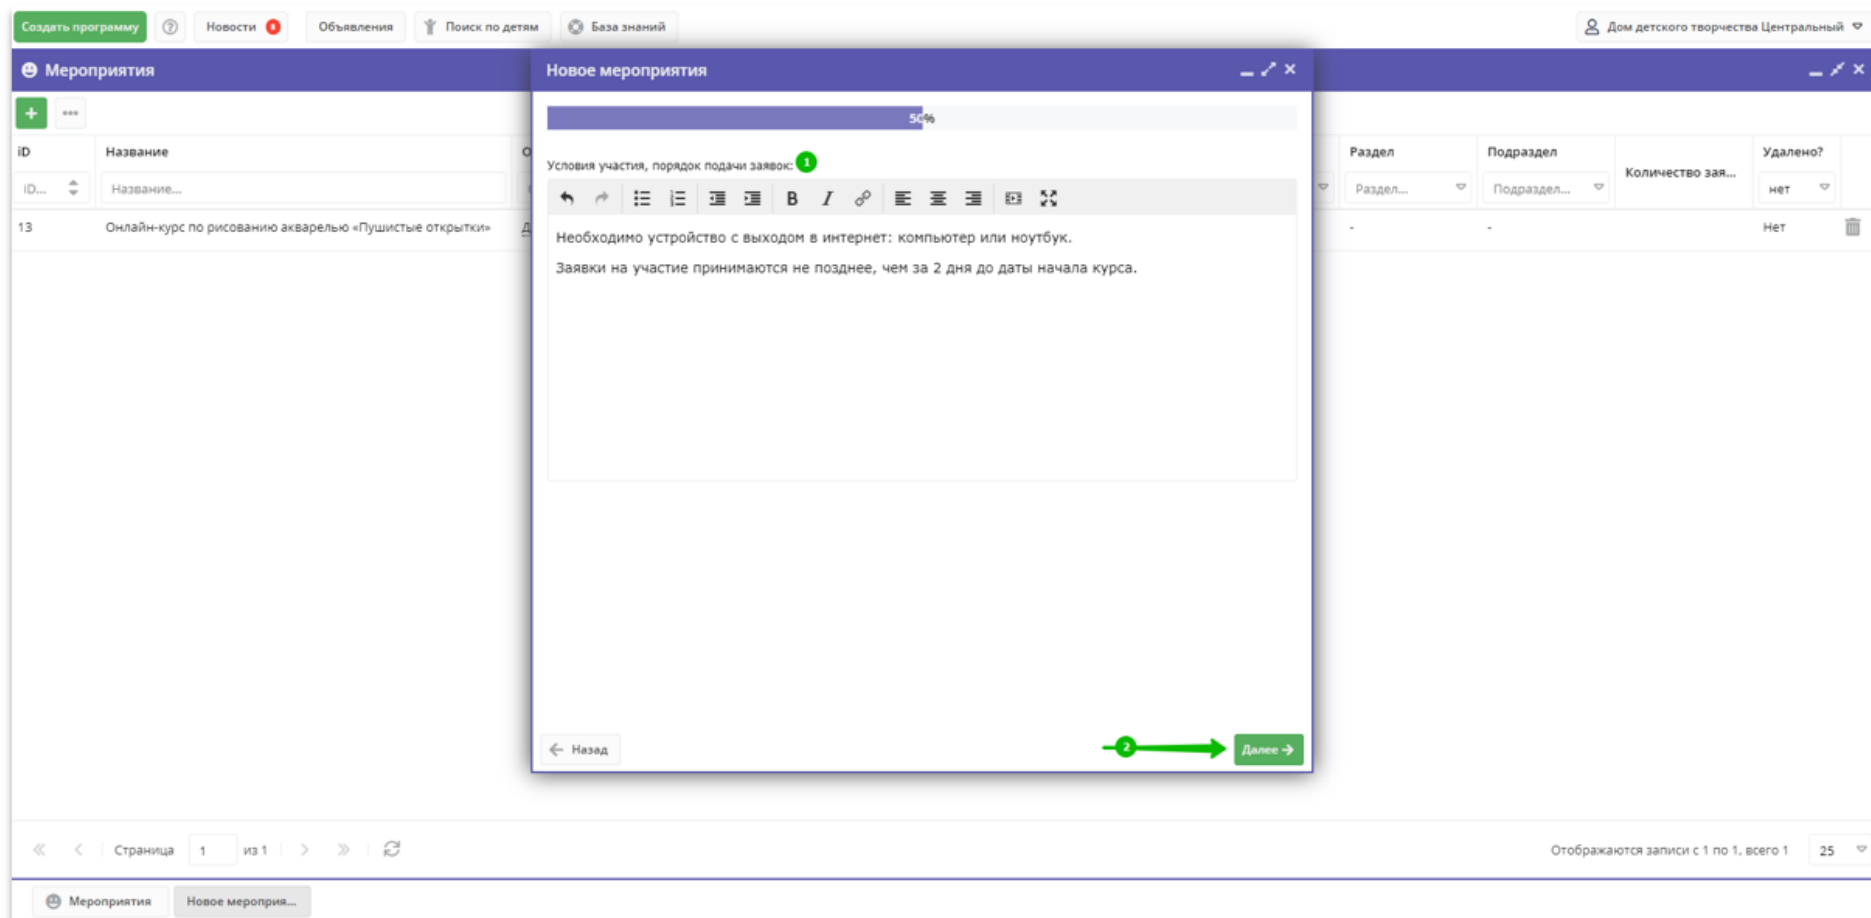 Создать программу
Новости 8
Объявления
Поиск по детям
База знаний
Дом детского творчества Центральный
Мероприятия
Новое мероприятия
50%
iD
Название
Раздел
Подраздел
Количество зая...
Удалено?
iD...
Название...
Раздел...
Подраздел...
нет
Условия участия, порядок подачи заявок: 1
13
Онлайн-курс по рисованию акварелью «Пушистые открытки»
-
-
Нет
Необходимо устройство с выходом в интернет: компьютер или ноутбук.
Заявки на участие принимаются не позднее, чем за 2 дня до даты начала курса.
Назад
2
Далее
Страница 1 из 1
Отображаются записи с 1 по 1, всего 1
25
Мероприятия
Новое мероприя...